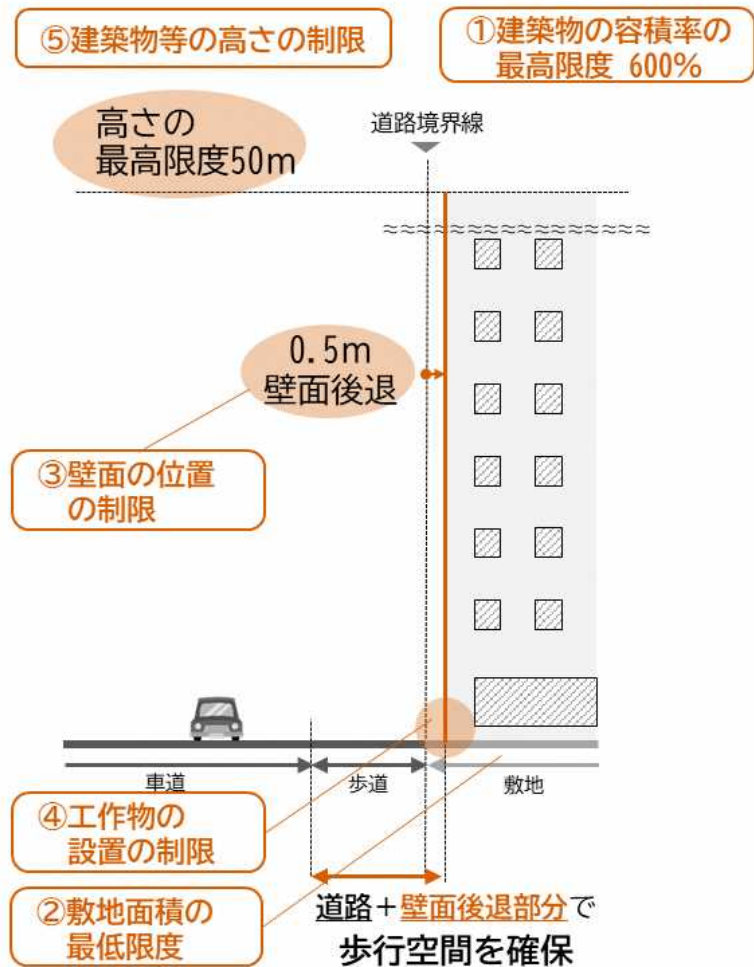 ⑤建築物等の高さの制限
①建築物の容積率の
最高限度 600%
高さの
最高限度50m
道路境界線
0.5m
壁面後退
③壁面の位置
の制限
車道
歩道
敷地
④工作物の
設置の制限
②敷地面積の
最低限度
道路+壁面後退部分で
歩行空間を確保